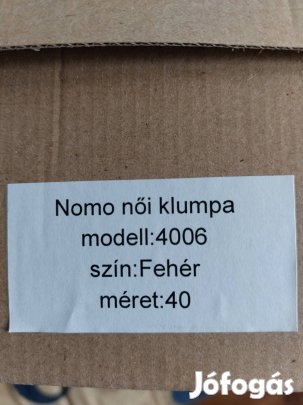 Nomo női klumpa
modell:4006
szín:Fehér
méret:40
Jófogás